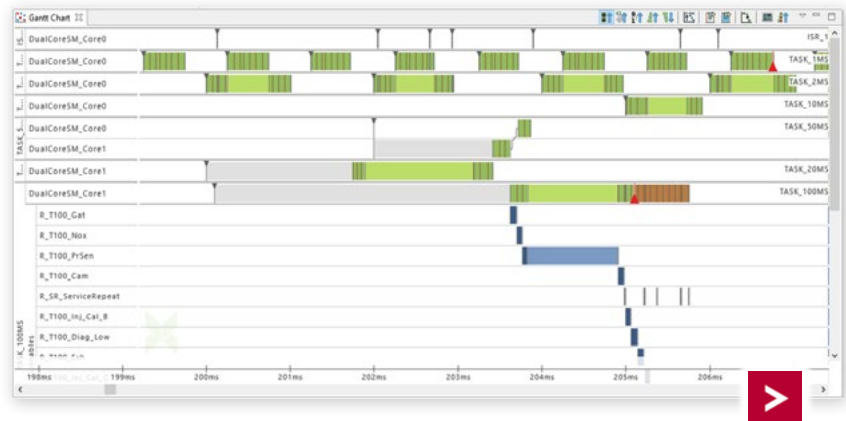 Gantt Chart
DualCoreSM_Core0 ISR_1
DualCoreSM_Core0 TASK_1MS
DualCoreSM_Core0 TASK_2MS
DualCoreSM_Core0 TASK_10MS
DualCoreSM_Core0 TASK_50MS
DualCoreSM_Core1
DualCoreSM_Core1 TASK_20MS
DualCoreSM_Core1 TASK_100MS
R_T100_Gat
R_T100_Nox
R_T100_PrSen
R_T100_Cam
R_SR_ServiceRepeat
R_T100_Inj_Cal_B
R_T100_Diag_Low
198ms 199ms 200ms 201ms 202ms 203ms 204ms 205ms 206ms